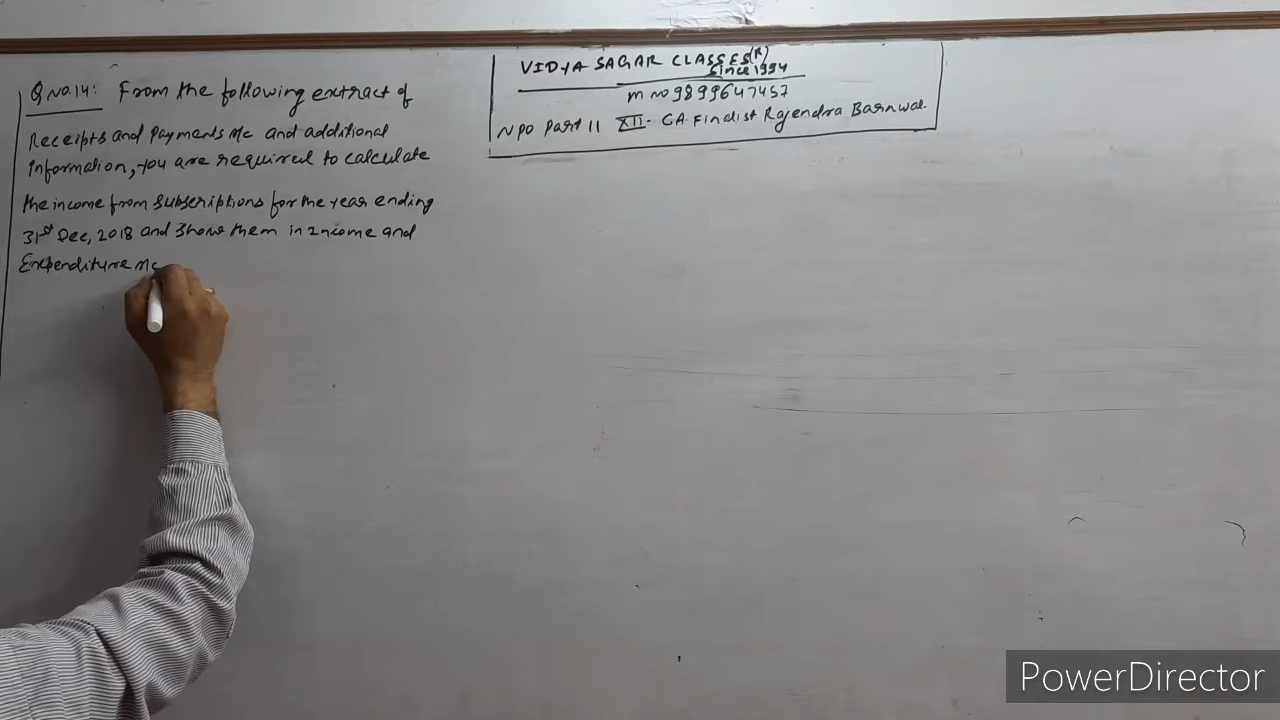 Q NO.14: From the following extract of
Receipts and Payments A/c and additional
Information, you are required to calculate
the income from subscriptions for the year ending
31st Dec, 2018 and show them in Income and
Expenditure A/c
VIDYA SAGAR CLASSES(R)
Since 1994
M no 9899647457
NPO Part 11 XII - CA. Findist Rajendra Barnwal.
PowerDirector